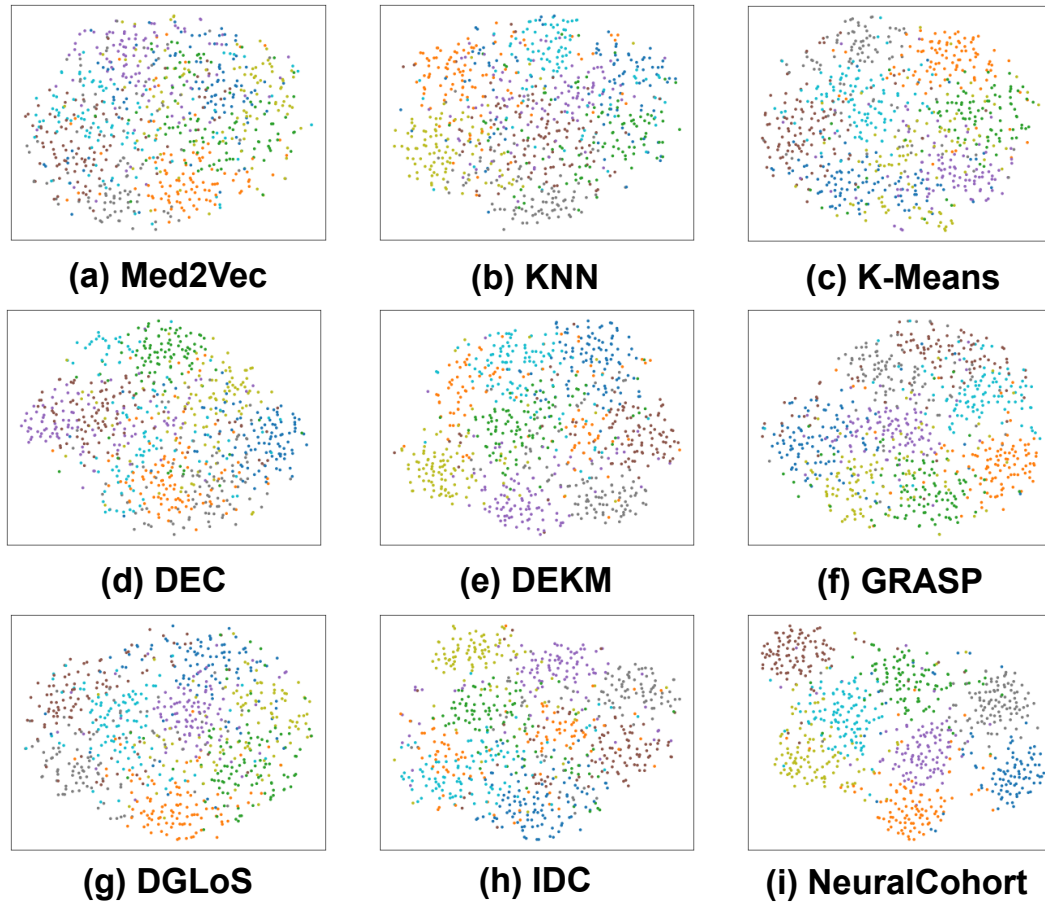 (a) Med2Vec
(b) KNN
(c) K-Means
(d) DEC
(e) DEKM
(f) GRASP
(g) DGLoS
(h) IDC
(i) NeuralCohort